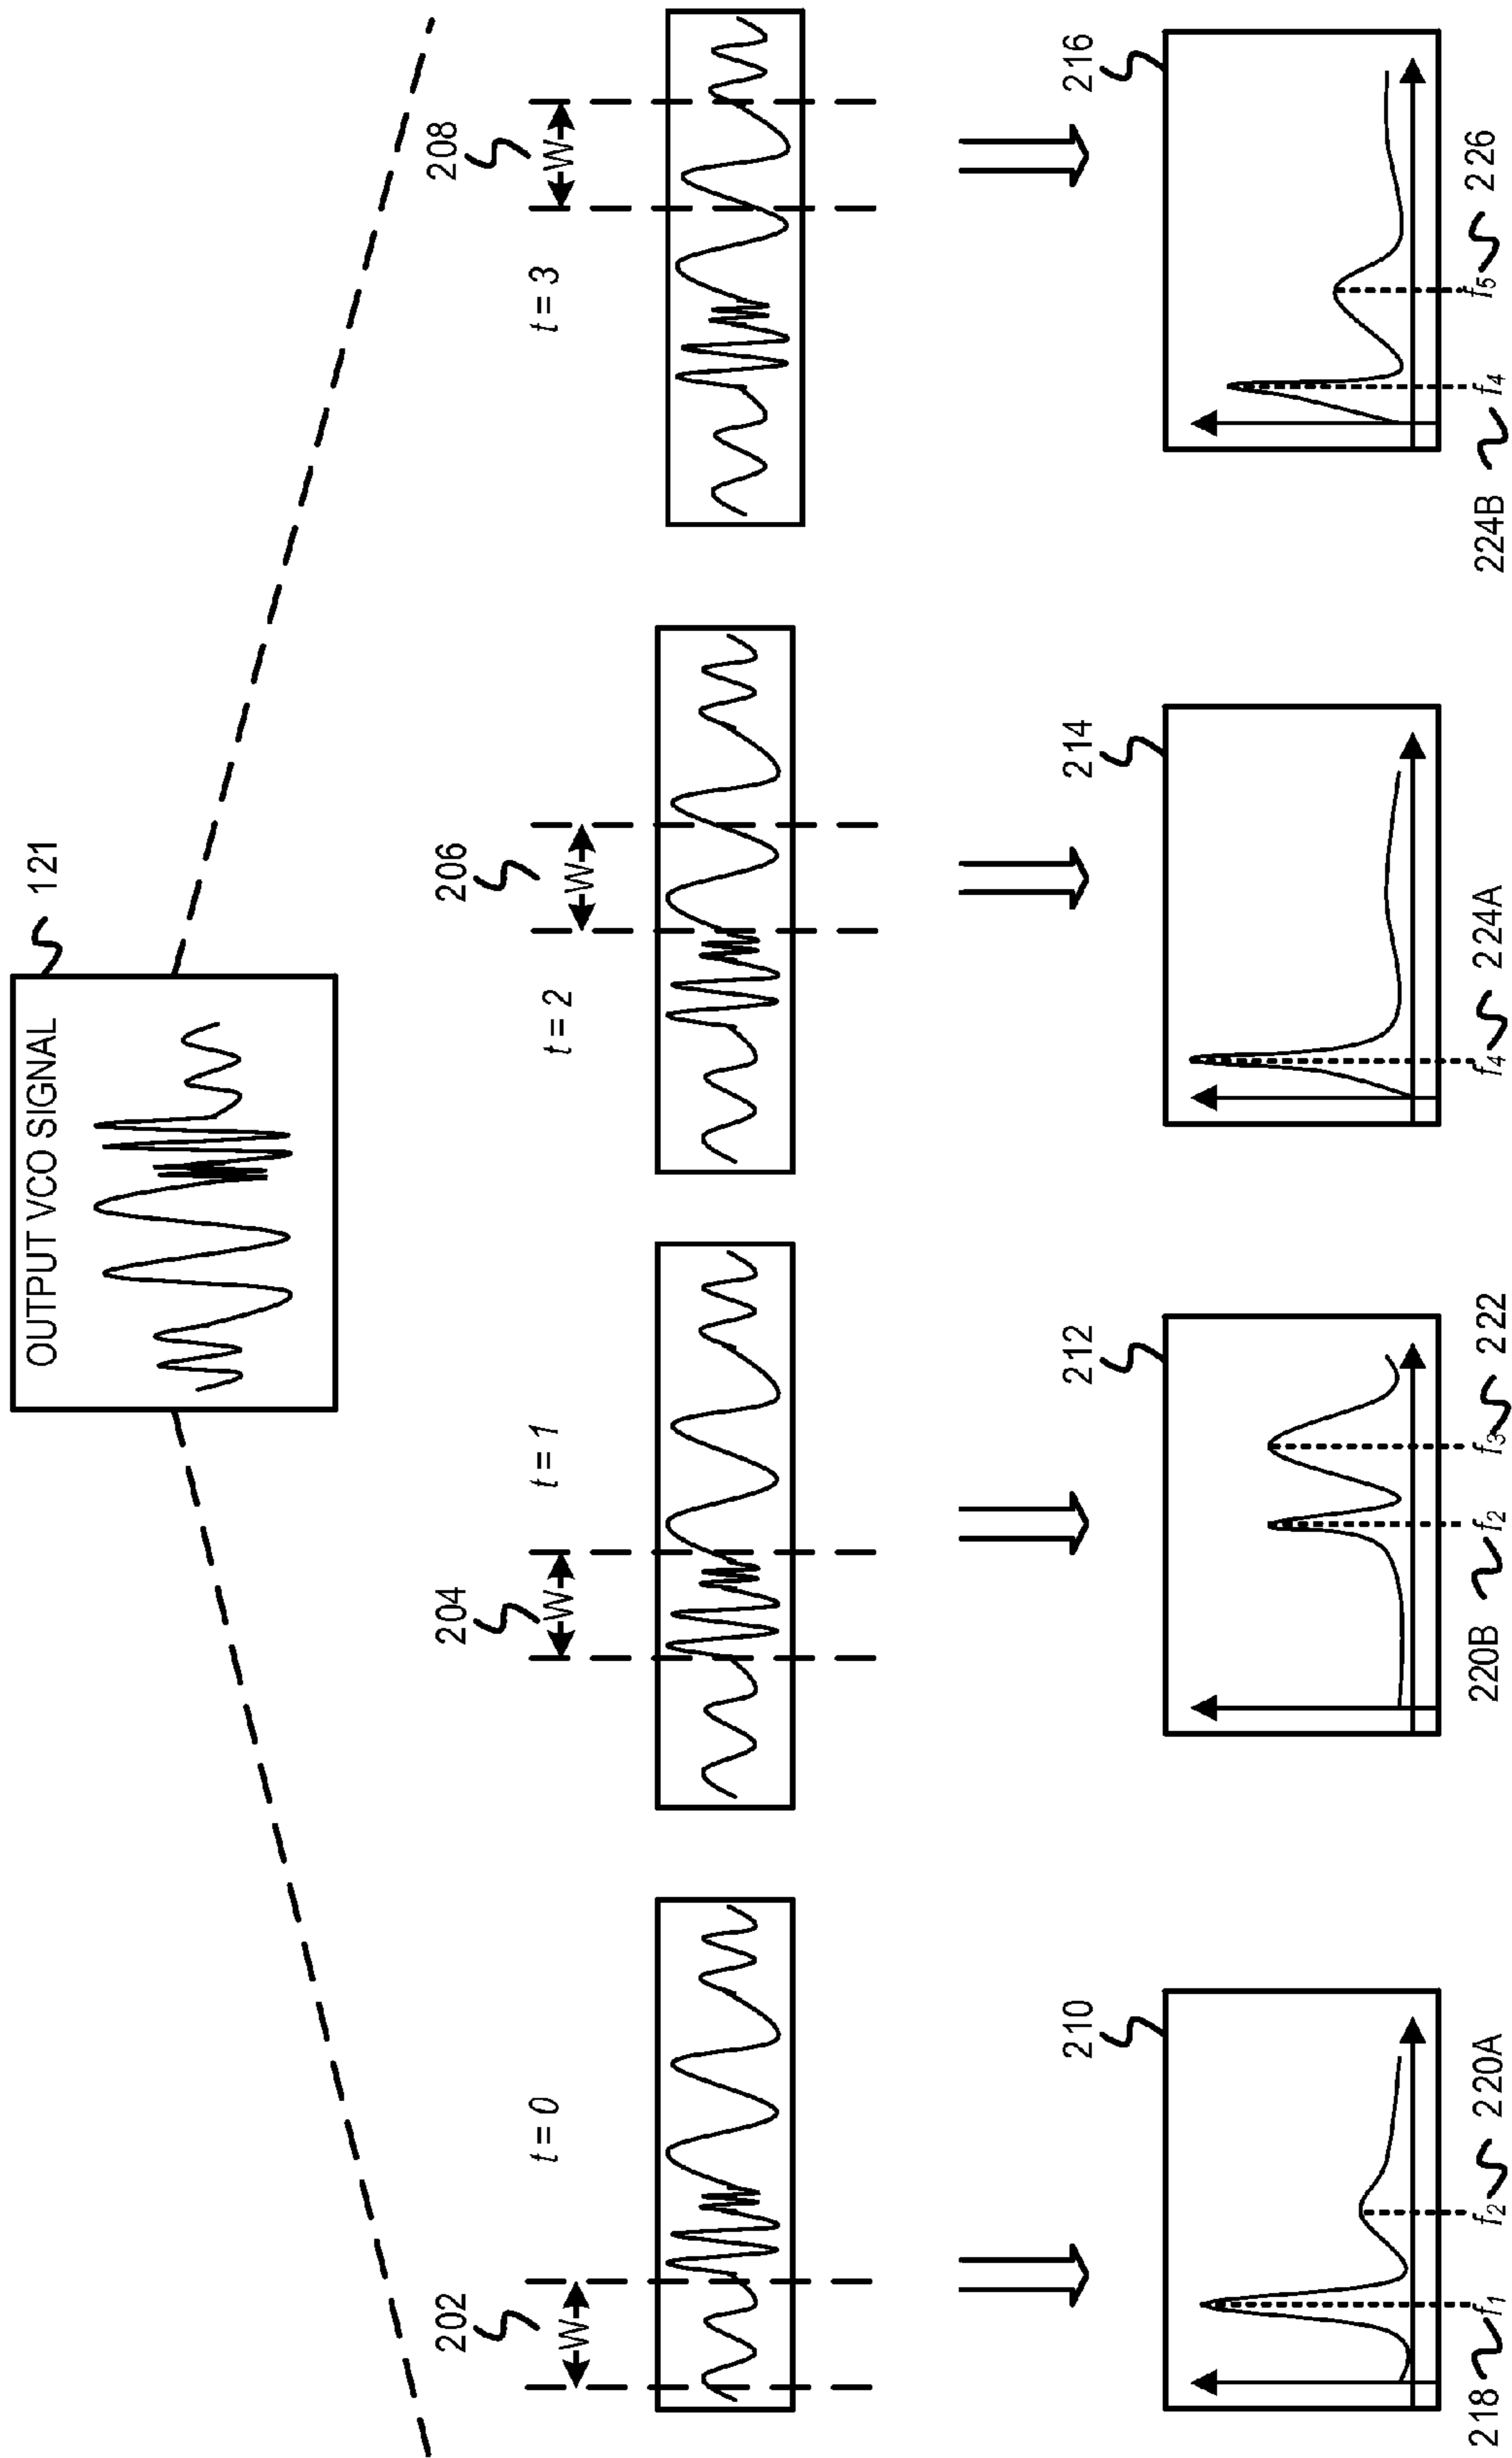 OUTPUT VCO SIGNAL
121
202
W
t = 0
204
W
t = 1
206
W
t = 2
208
W
t = 3
210
212
214
216
218
f1
f2
220A
220B
f2
f3
222
f4
224A
224B
f4
f5
226